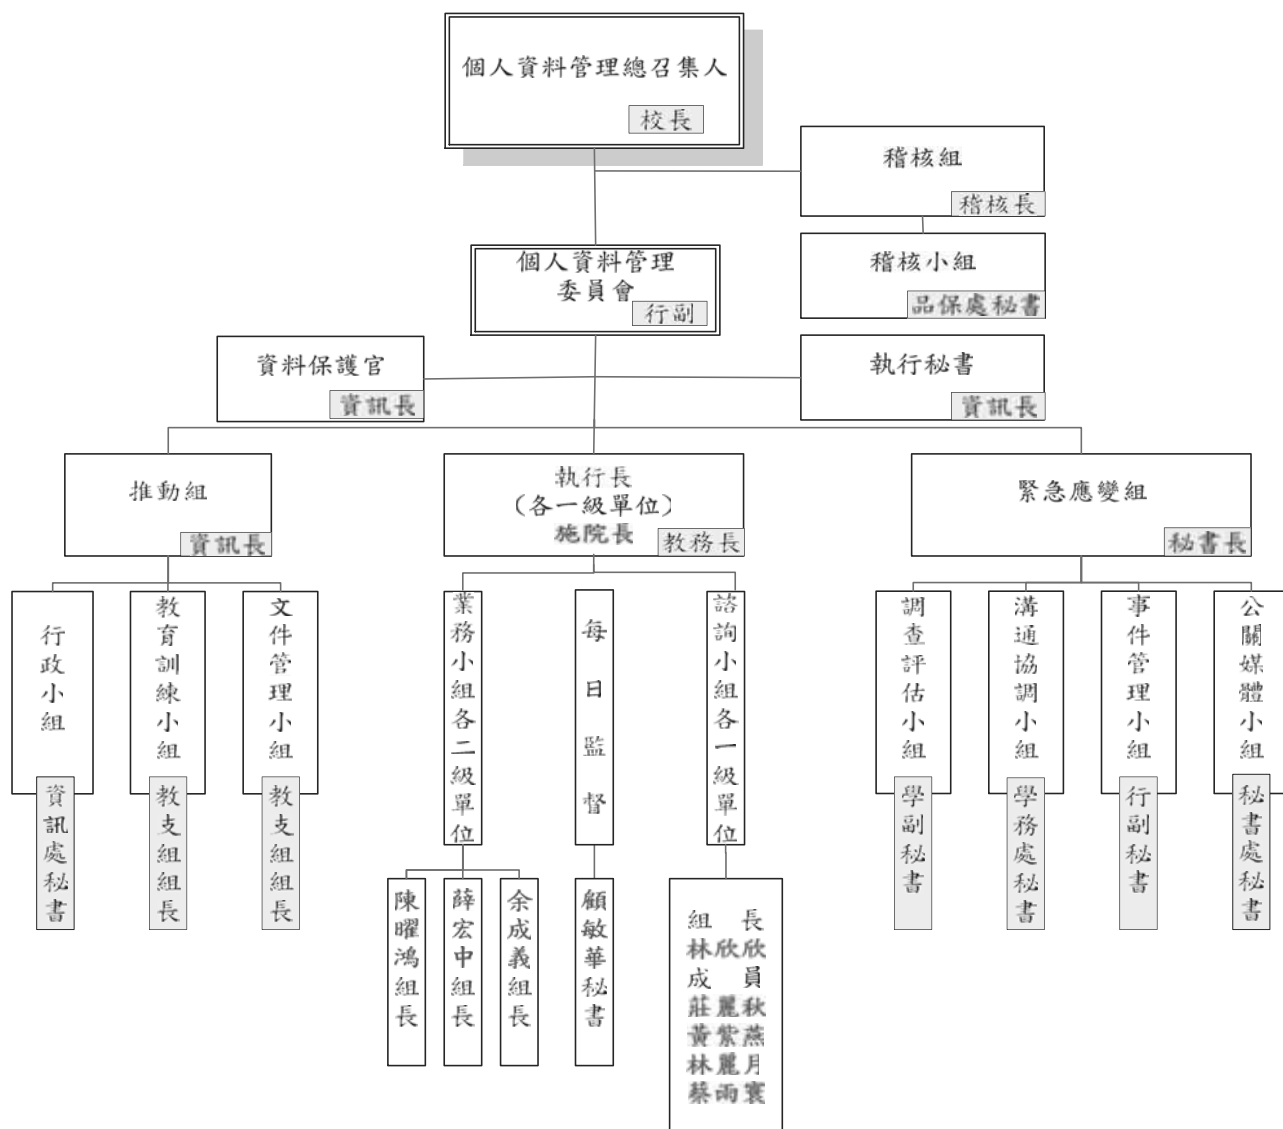 個人資料管理總召集人
校長
稽核組
稽核長
稽核小組
品保處秘書
個人資料管理
委員會
行副
資料保護官
資訊長
執行秘書
資訊長
推動組
資訊長
執行長
(各一級單位)
施院長
教務長
緊急應變組
秘書長
行政小組
資訊處秘書
教育訓練小組
教支組組長
文件管理小組
教支組組長
業務小組各二級單位
陳曜鴻組長
薛宏中組長
余成義組長
每日監督
顧敏華秘書
諮詢小組各一級單位
組長
林欣欣
成員
莊麗秋
黃紫燕
林麗月
蔡雨寰
調查評估小組
學副秘書
溝通協調小組
學務處秘書
事件管理小組
行副秘書
公關媒體小組
秘書處秘書